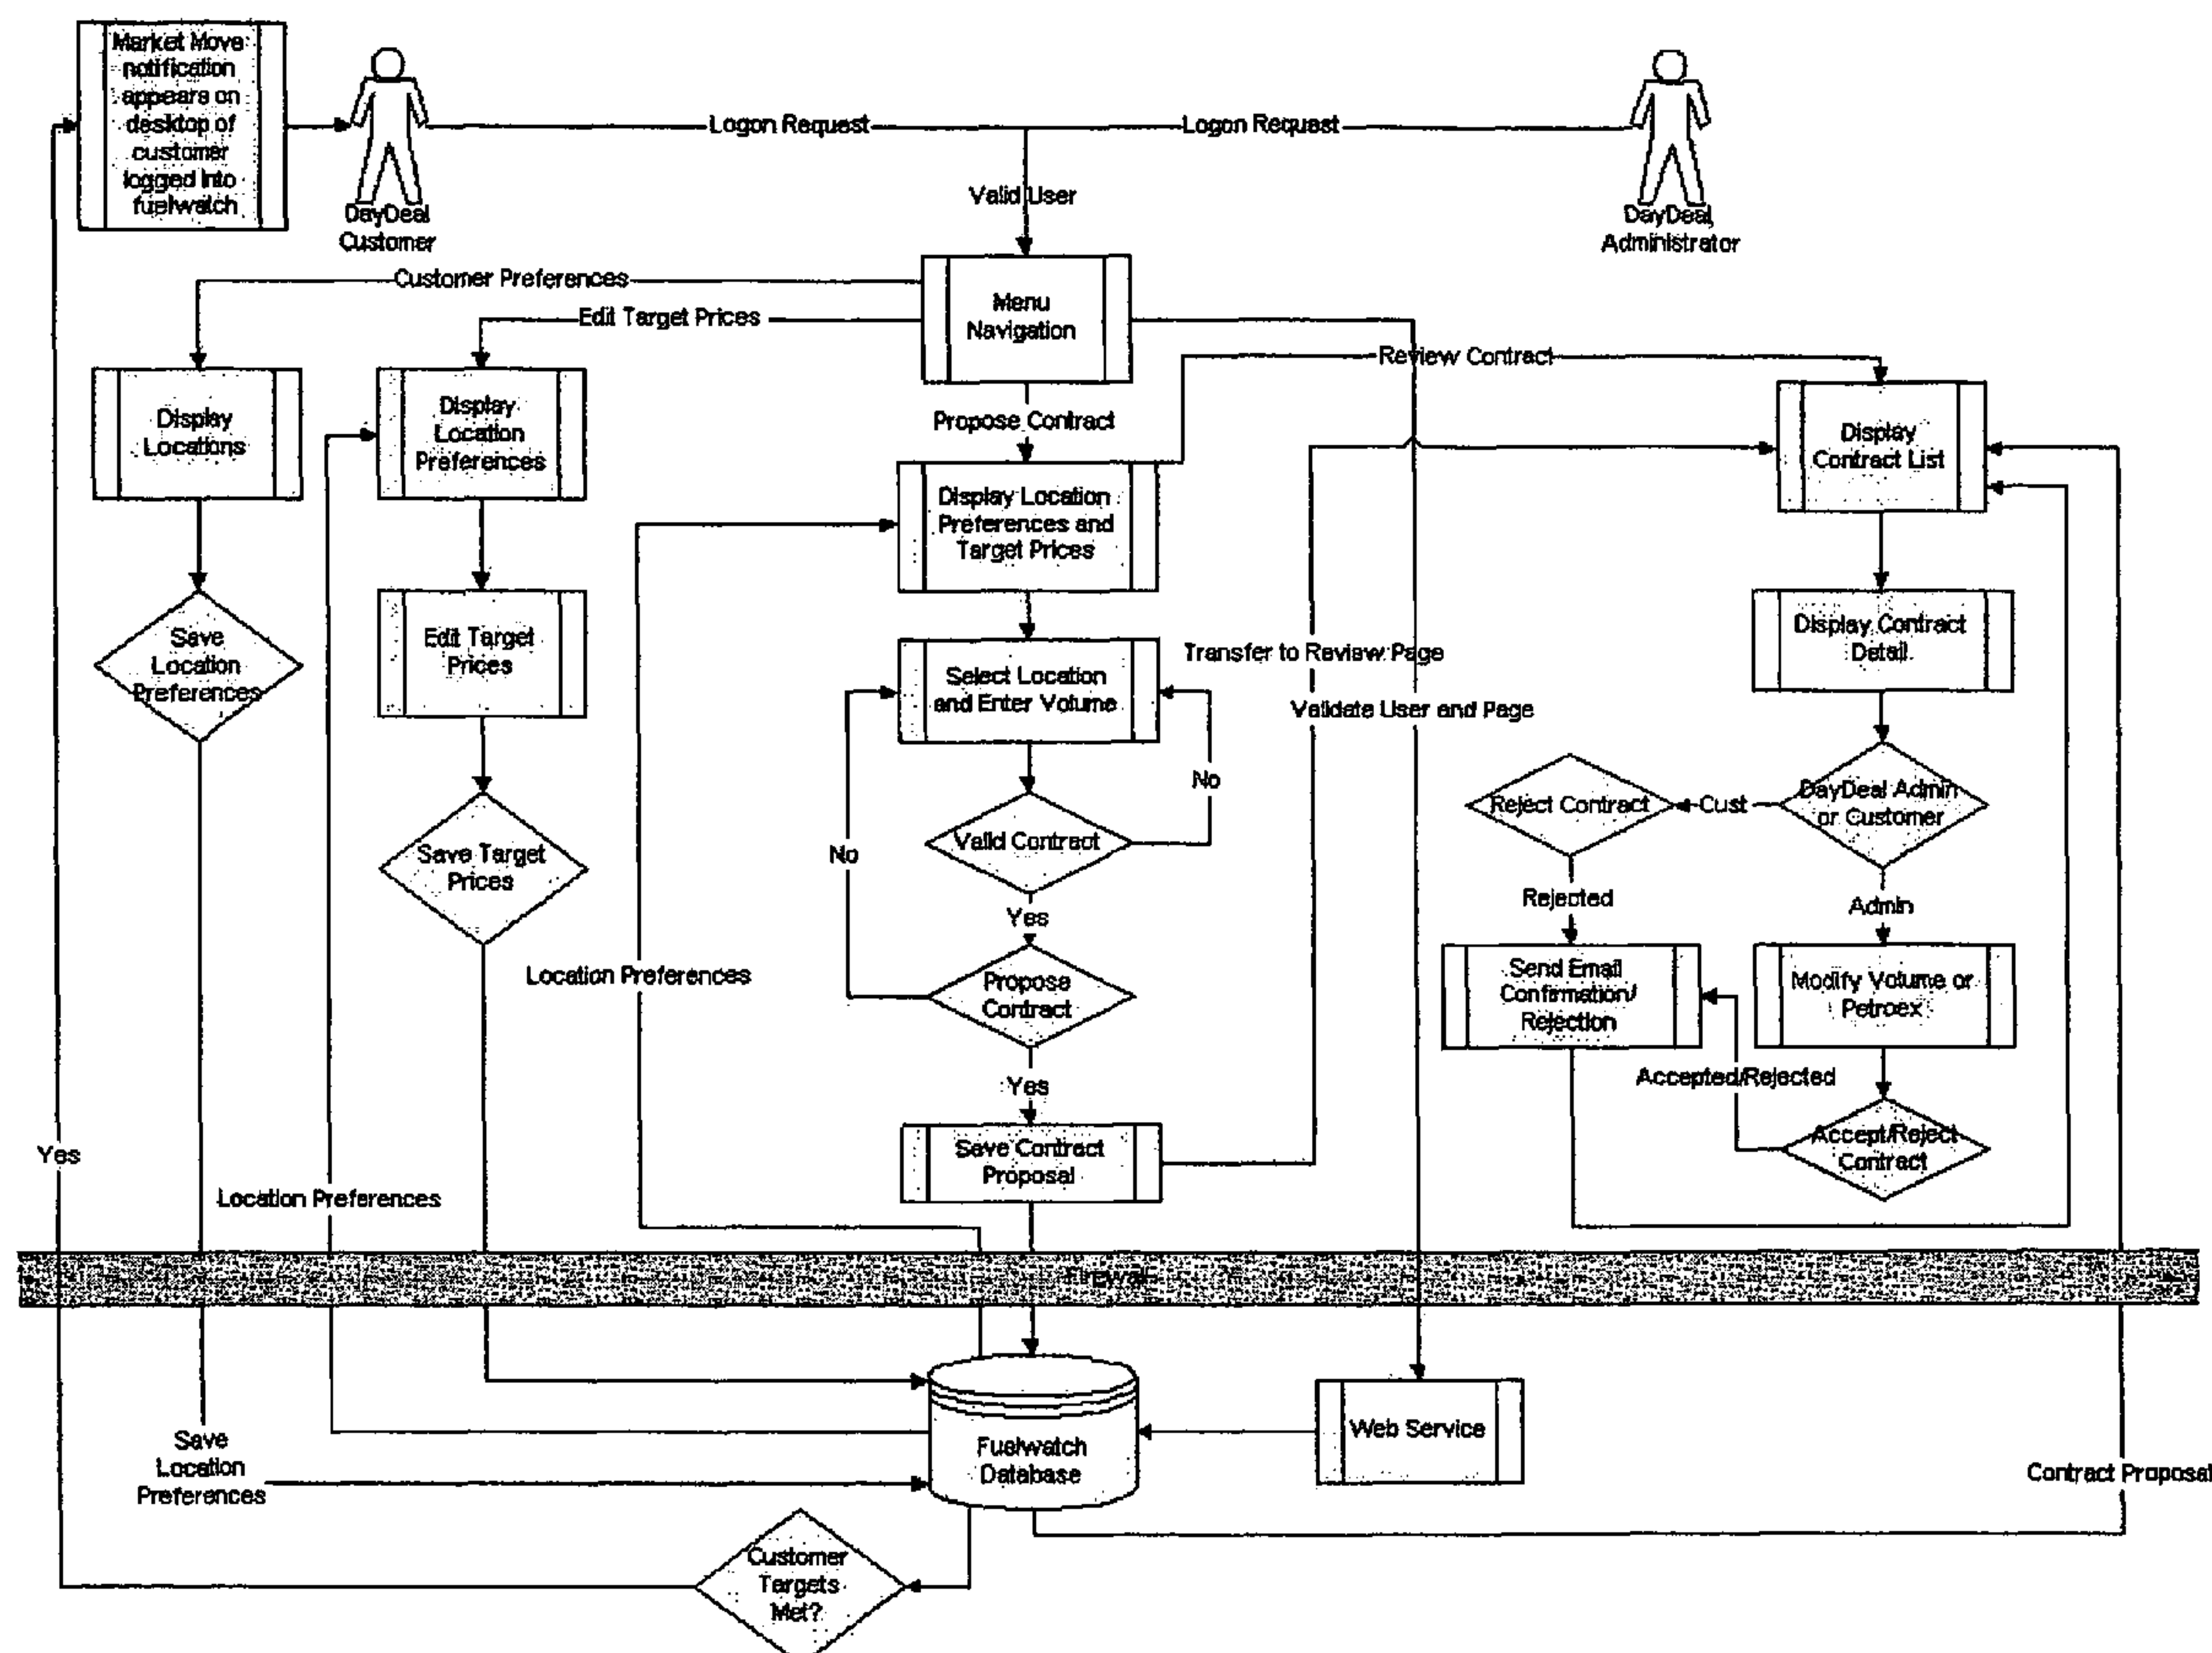 Market Move
notification
appears on
desktop of
customer
logged into
fuelwatch
DayDeal
Customer
Logon Request
Logon Request
DayDeal
Administrator
Valid User
Customer Preferences
Edit Target Prices
Menu
Navigation
Review Contract
Propose Contract
Display
Locations
Display
Location
Preferences
Display Location
Preferences and
Target Prices
Display
Contract List
Save
Location
Preferences
Edit Target
Prices
Select Location
and Enter Volume
Transfer to Review Page
Validate User and Page
Display Contract
Detail
No
No
Valid Contract
Reject Contract
Cust
DayDeal Admin
or Customer
Save Target
Prices
Yes
Rejected
Admin
Location Preferences
Propose
Contract
Send Email
Confirmation/
Rejection
Modify Volume or
Petroex
Yes
Accepted/Rejected
Yes
Location Preferences
Save Contract
Proposal
Accept/Reject
Contract
Firewall
Save
Location
Preferences
Fuelwatch
Database
Web Service
Contract Proposal
Customer
Targets
Met?